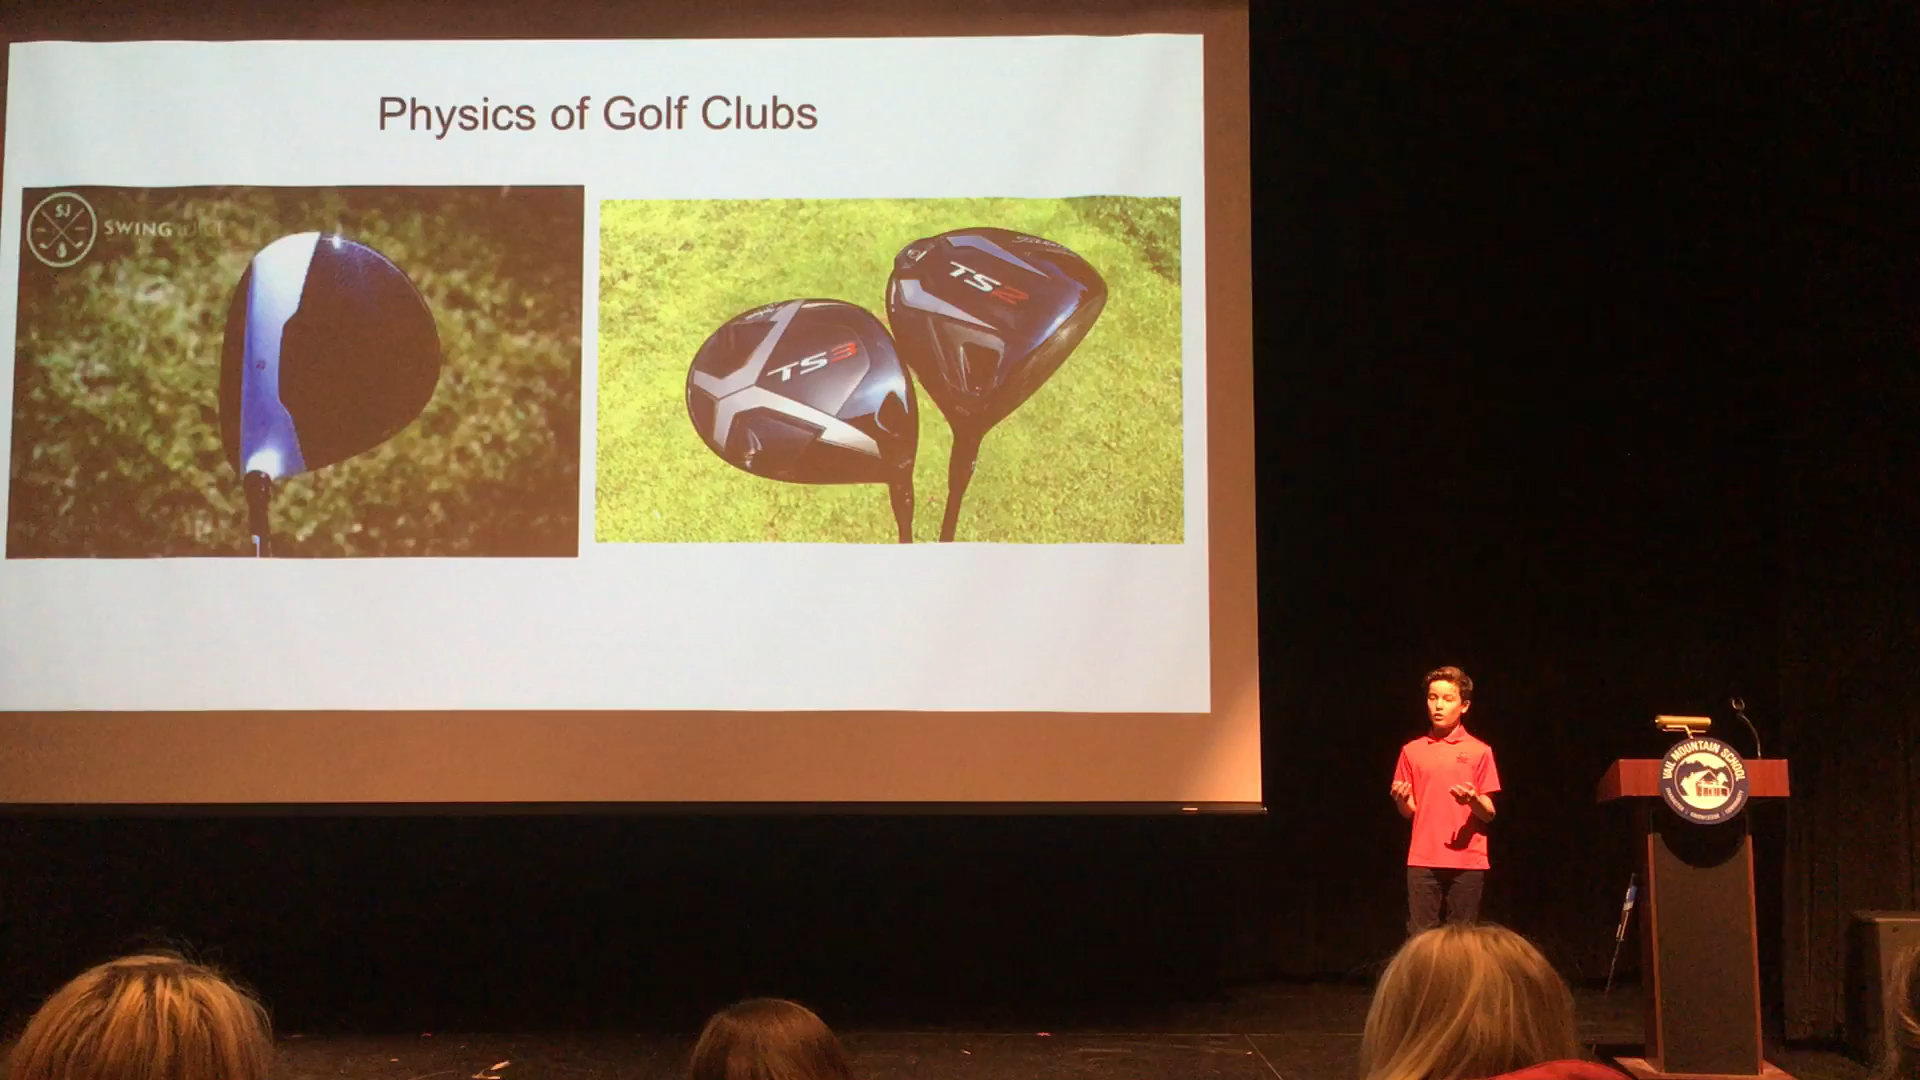 Physics of Golf Clubs
SJ
SWING
TS3
TS2
VAIL MOUNTAIN SCHOOL